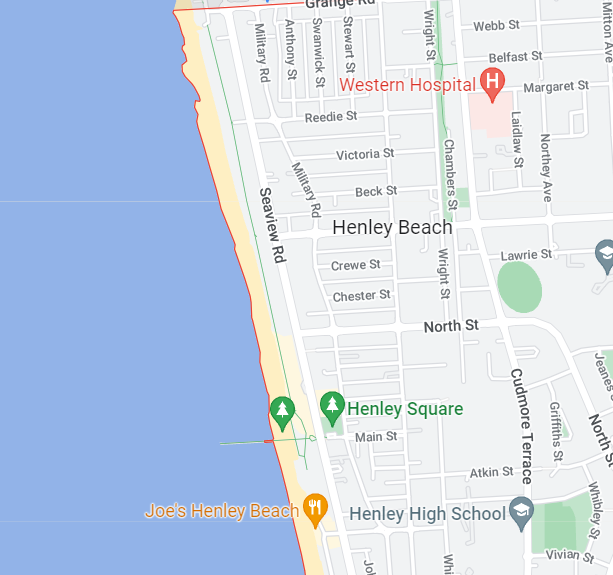 Grange Rd
Webb St
Mitton Ave
Military Rd
Anthony St
Swanwick St
Stewart St
Wright St
Belfast St
Western Hospital
H
Margaret St
Reedie St
Laidlaw St
Northey Ave
Victoria St
Chambers St
Military Rd
Beck St
Seaview Rd
Henley Beach
Crewe St
Wright St
Lawrie St
Chester St
North St
Cudmore Terrace
Jeanes
Henley Square
Griffiths St
North St
Main St
Atkin St
Whibley St
Joe's Henley Beach
Henley High School
Vivian St